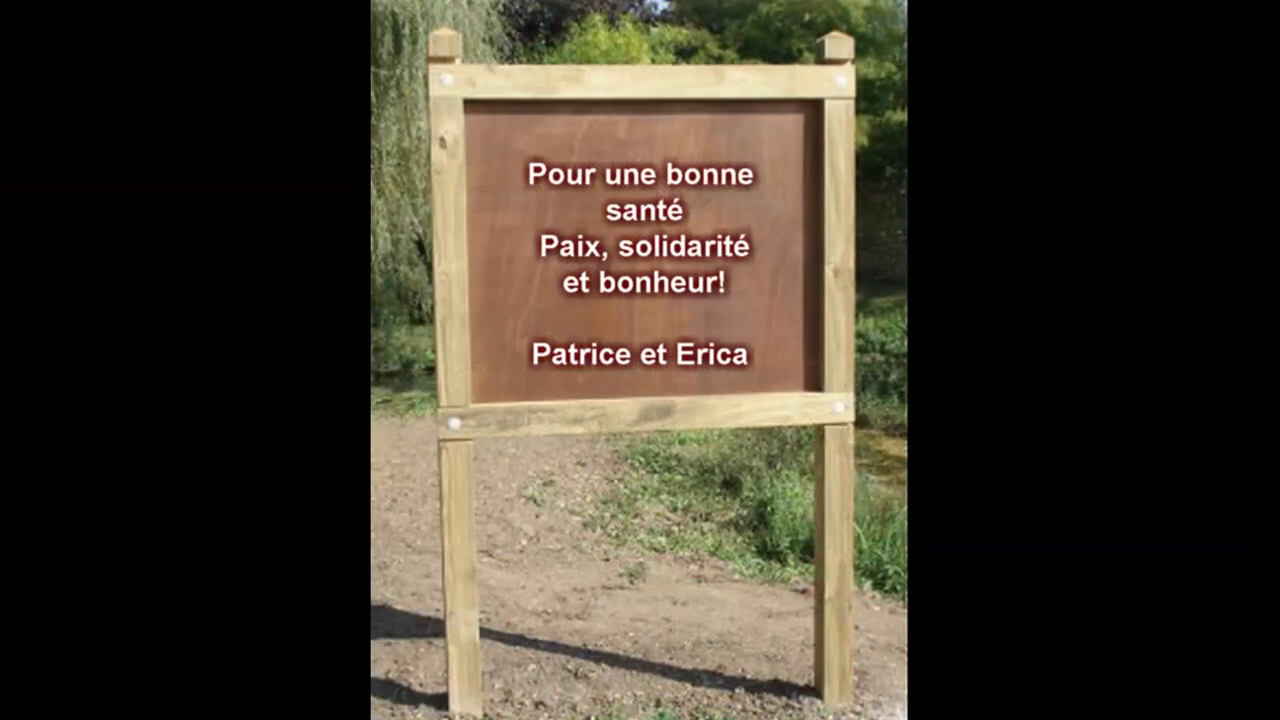 Pour une bonne
santé
Paix, solidarité
et bonheur!
Patrice et Erica